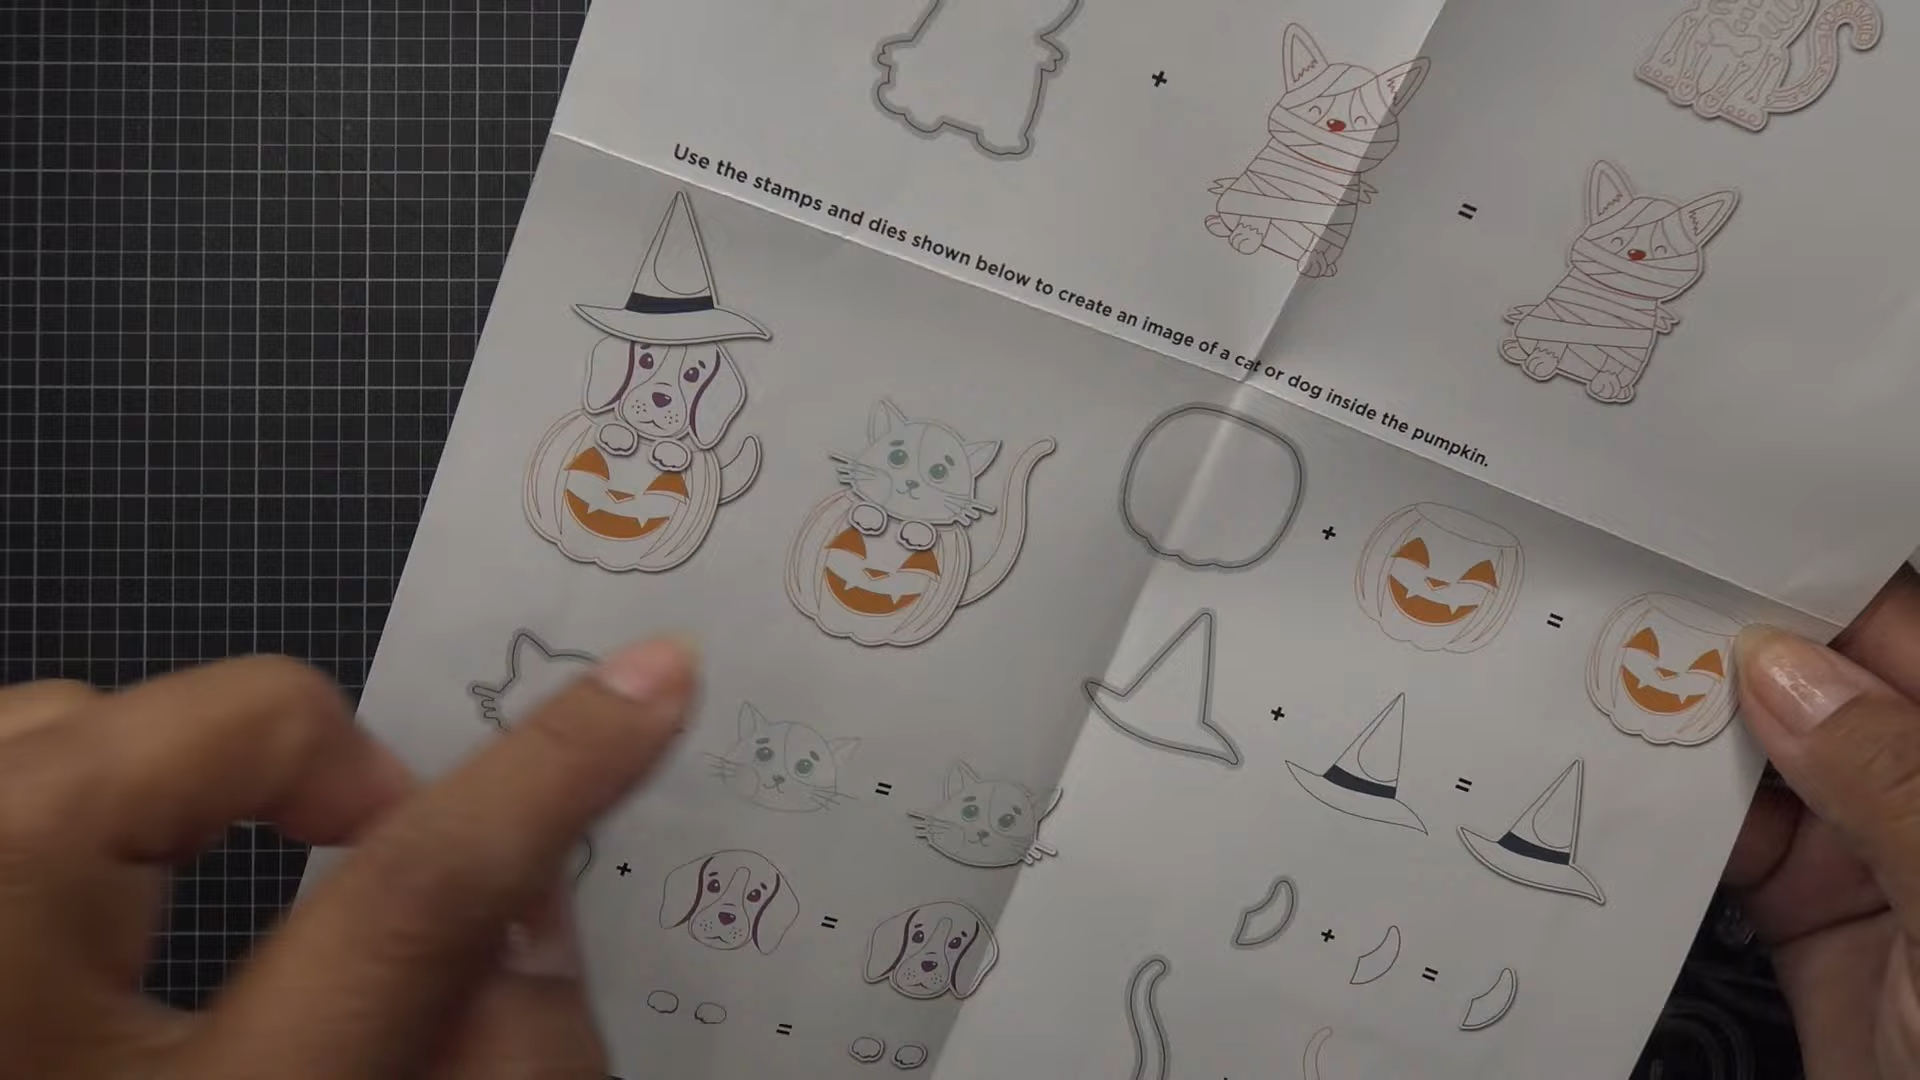 Use the stamps and dies shown below to create an image of a cat or dog inside the pumpkin.